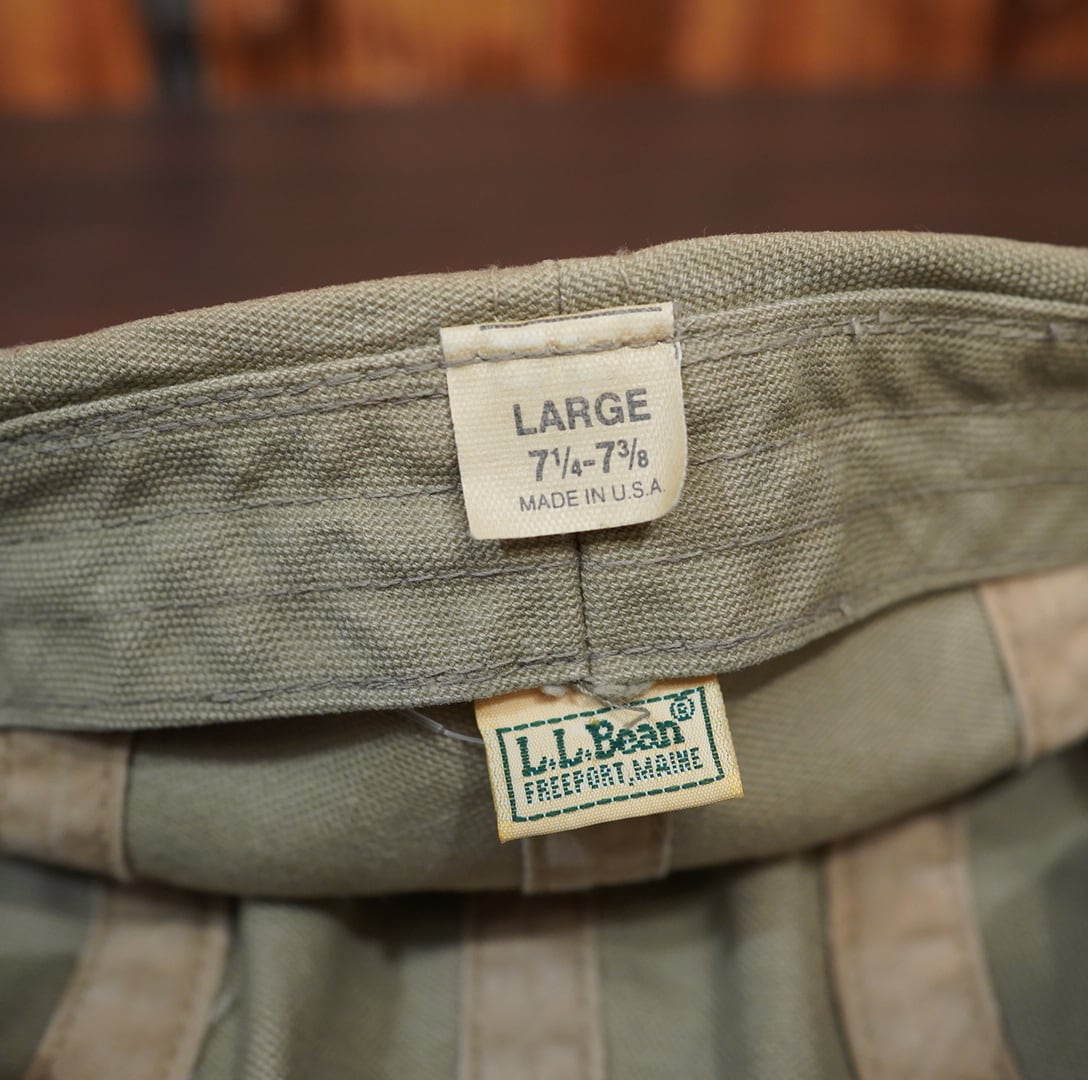 LARGE
7¼-7⅜
MADE IN U.S.A.
L.L.Bean®
FREEPORT, MAINE